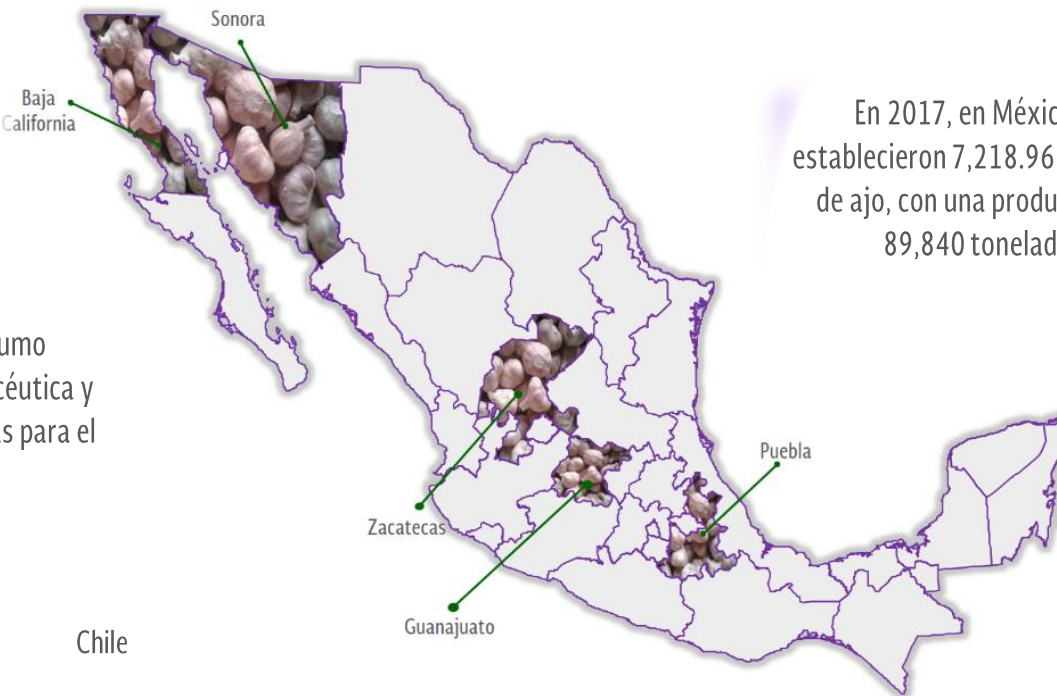 Sonora
Baja
California
En 2017, en Méxic
establecieron 7,218.96
de ajo, con una produ
89,840 tonelad
umo
céutica y
s para el
Puebla
Zacatecas
Guanajuato
Chile